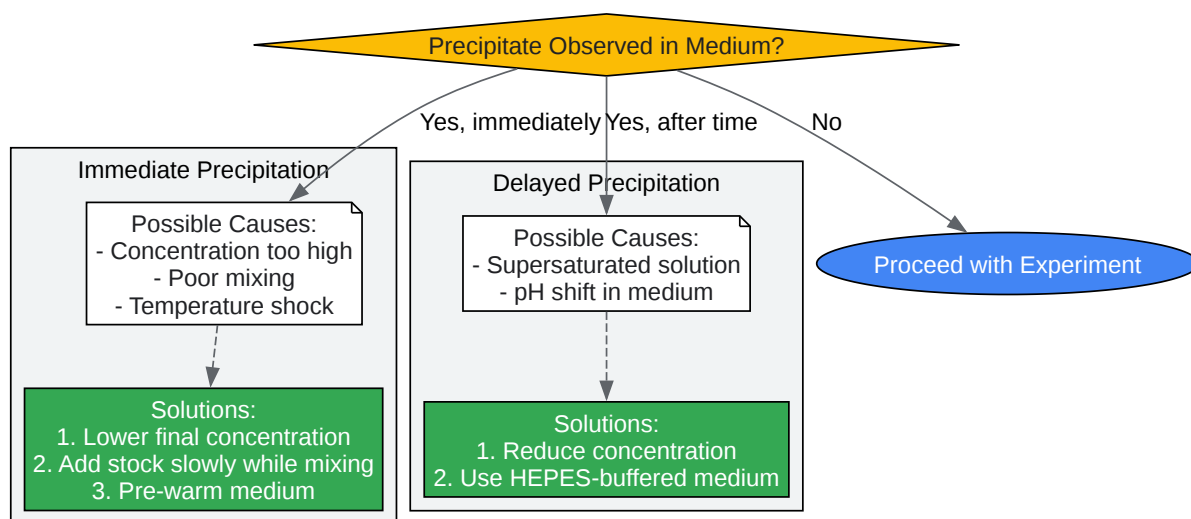 Precipitate Observed in Medium?
Yes, immediately
Yes, after time
No
Immediate Precipitation
Possible Causes:
- Concentration too high
- Poor mixing
- Temperature shock
Solutions:
1. Lower final concentration
2. Add stock slowly while mixing
3. Pre-warm medium
Delayed Precipitation
Possible Causes:
- Supersaturated solution
- pH shift in medium
Solutions:
1. Reduce concentration
2. Use HEPES-buffered medium
Proceed with Experiment